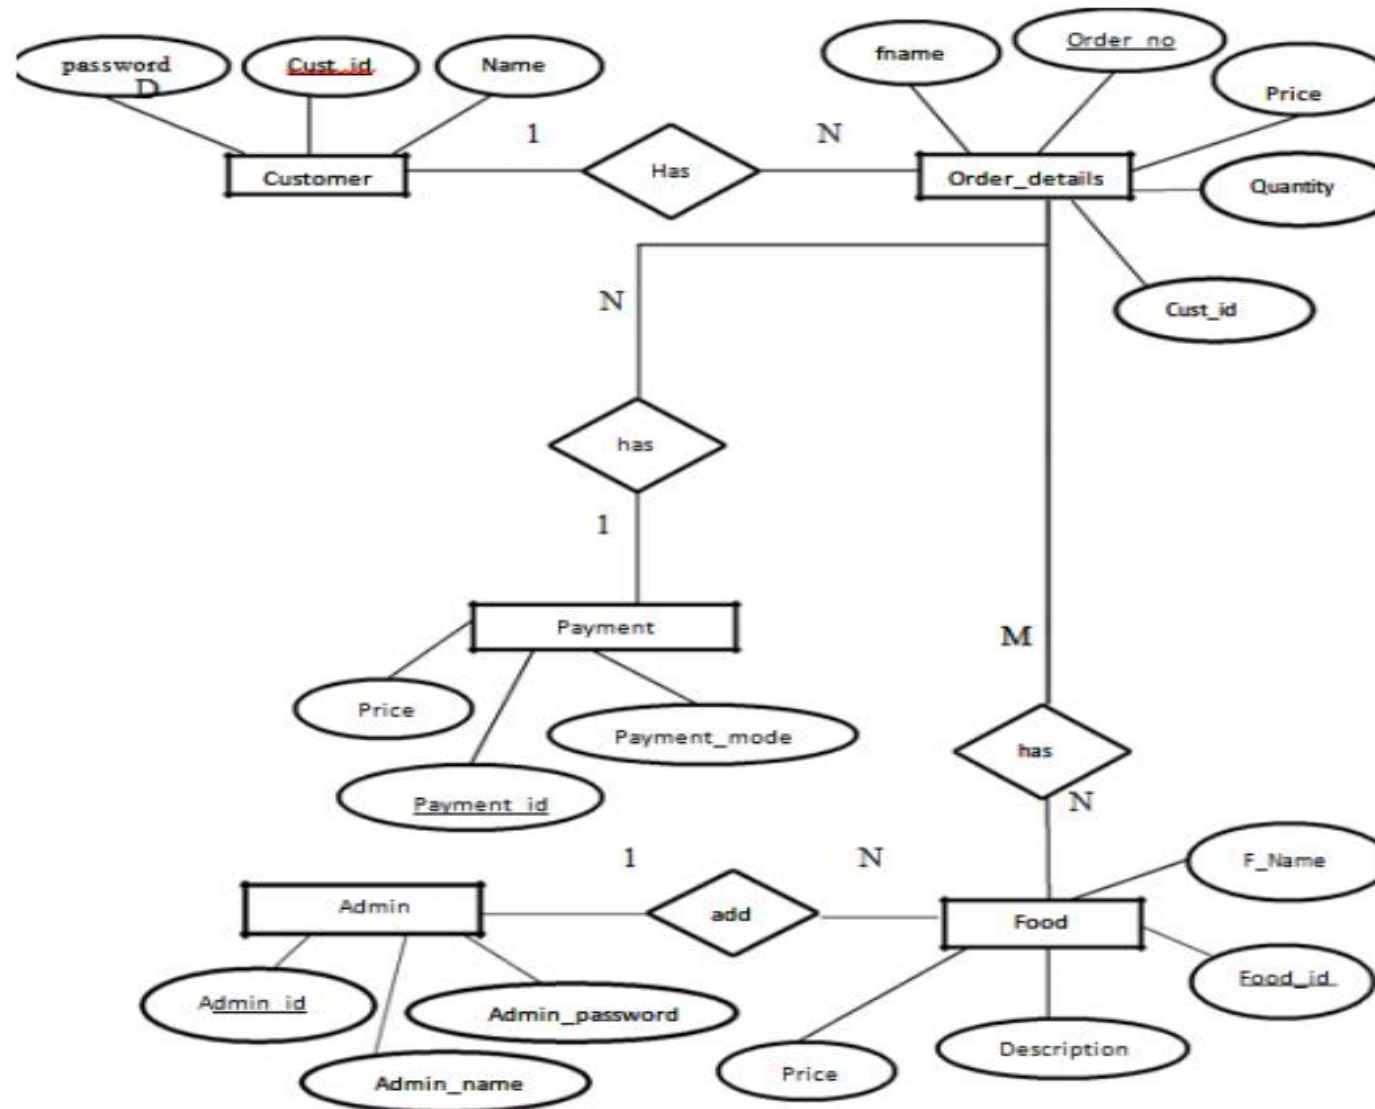 password
D
Cust_id
Name
fname
Order_no
Price
1
N
Customer
Has
Order_details
Quantity
Cust_id
N
has
1
Payment
M
Price
Payment_mode
has
Payment_id
N
1
N
F_Name
Admin
add
Food
Food_id
Admin_id
Admin_password
Description
Price
Admin_name